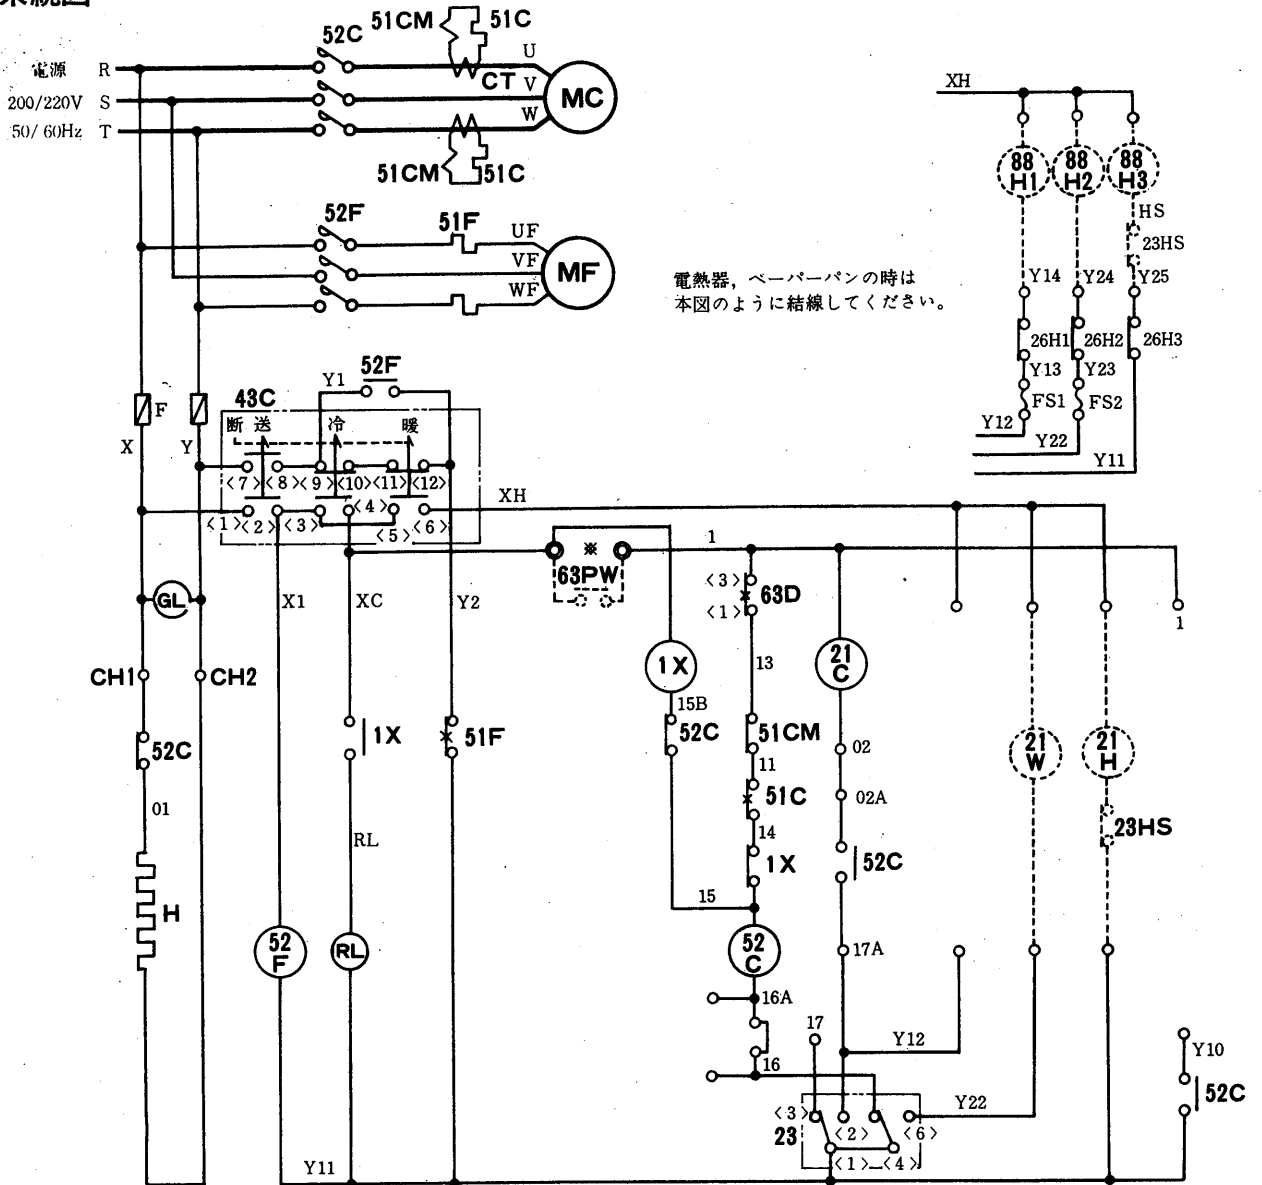 51CM 51C
52C
電源 R
200/220V S
50/60Hz T
U
V
W
CT
MC
51CM 51C
52F
51F
UF
VF
WF
MF
XH
88 H1
88 H2
88 H3
HS
23HS
Y14 Y24 Y25
26H1 26H2 26H3
Y13 Y23
FS1 FS2
Y12
Y22
Y11
電熱器,ベーパーパンの時は
本図のように結線してください。
52F
Y1
43C
F
X Y
断 送 冷 暖
<7> <8> <9> <10> <11> <12>
<1> <2> <3> <4> <5> <6>
XH
1
※
63PW
<3>
<1>
63D
GL
X1 XC Y2
CH1 CH2
1X
13
21 C
1
15B
52C
52C
1X
51F
51CM
02
11
02A
51C
14
1X
52C
21 W
21 H
23HS
01
RL
H
15
52 F
RL
52 C
17A
16A
17
Y12
16
Y10
52C
<3>
23
<2>
<6>
Y22
<1> <4>
Y11